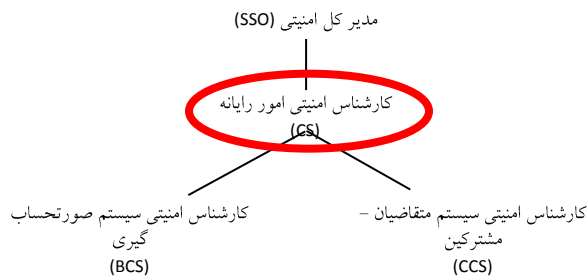 مدیر کل امنیتی (SSO)
کارشناس امنیتی امور رایانه
(CS)
کارشناس امنیتی سیستم متقاضیان –
مشترکین
(CCS)
کارشناس امنیتی سیستم صورتحساب
گیری
(BCS)